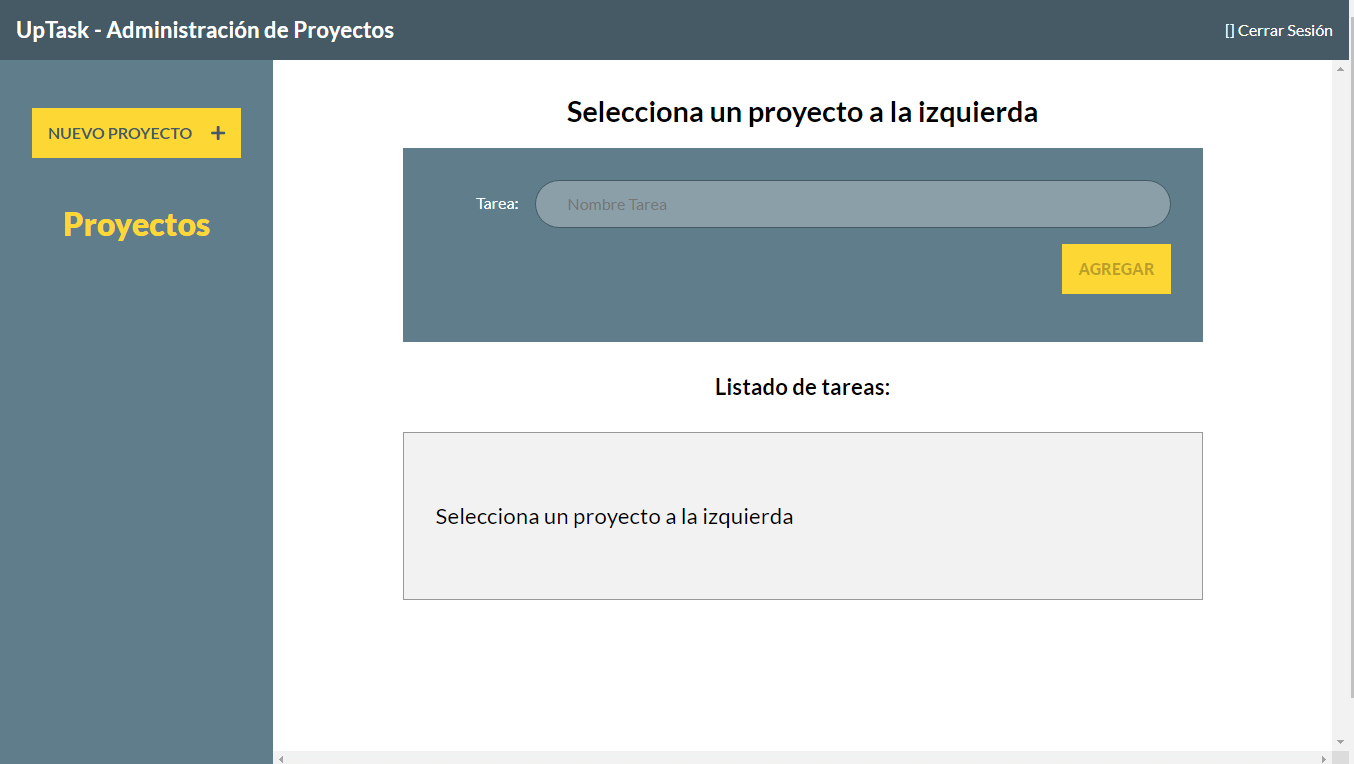 UpTask - Administración de Proyectos
[] Cerrar Sesión
NUEVO PROYECTO +
Proyectos
Selecciona un proyecto a la izquierda
Tarea:
Nombre Tarea
AGREGAR
Listado de tareas:
Selecciona un proyecto a la izquierda